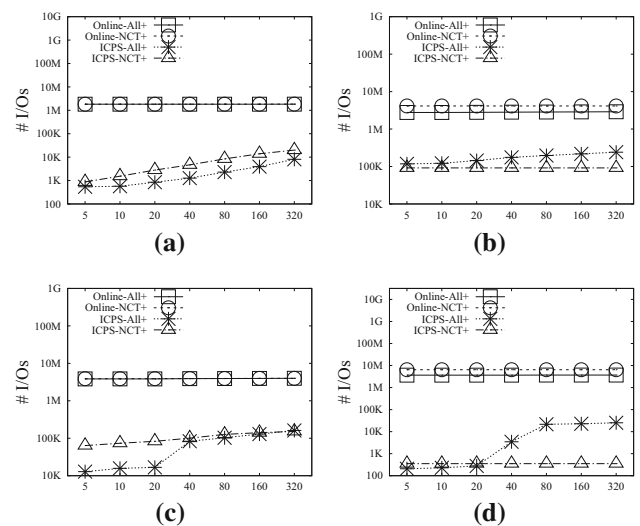 10G
1G
100M
10M
1M
100K
10K
1K
100
# I/Os
Online-All+
Online-NCT+
ICPS-All+
ICPS-NCT+
5 10 20 40 80 160 320
(a)
1G
100M
10M
1M
100K
10K
# I/Os
Online-All+
Online-NCT+
ICPS-All+
ICPS-NCT+
5 10 20 40 80 160 320
(b)
1G
100M
10M
1M
100K
10K
# I/Os
Online-All+
Online-NCT+
ICPS-All+
ICPS-NCT+
5 10 20 40 80 160 320
(c)
10G
1G
100M
10M
1M
100K
10K
1K
100
# I/Os
Online-All+
Online-NCT+
ICPS-All+
ICPS-NCT+
5 10 20 40 80 160 320
(d)